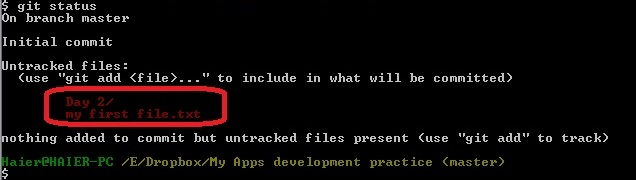 $ git status
On branch master
Initial commit
Untracked files:
(use "git add <file>..." to include in what will be committed)
Day 2/
my first file.txt
nothing added to commit but untracked files present (use "git add" to track)
Haier@HAIER-PC /E/Dropbox/My Apps development practice (master)
$